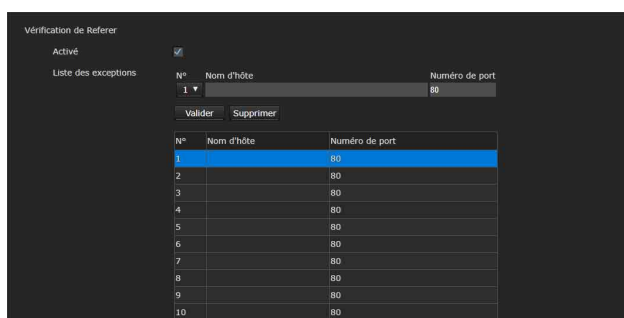 Vérification de Referer
Activé
Liste des exceptions
N° Nom d'hôte Numéro de port
1 80
Valider Supprimer
N° Nom d'hôte Numéro de port
1 80
2 80
3 80
4 80
5 80
6 80
7 80
8 80
9 80
10 80